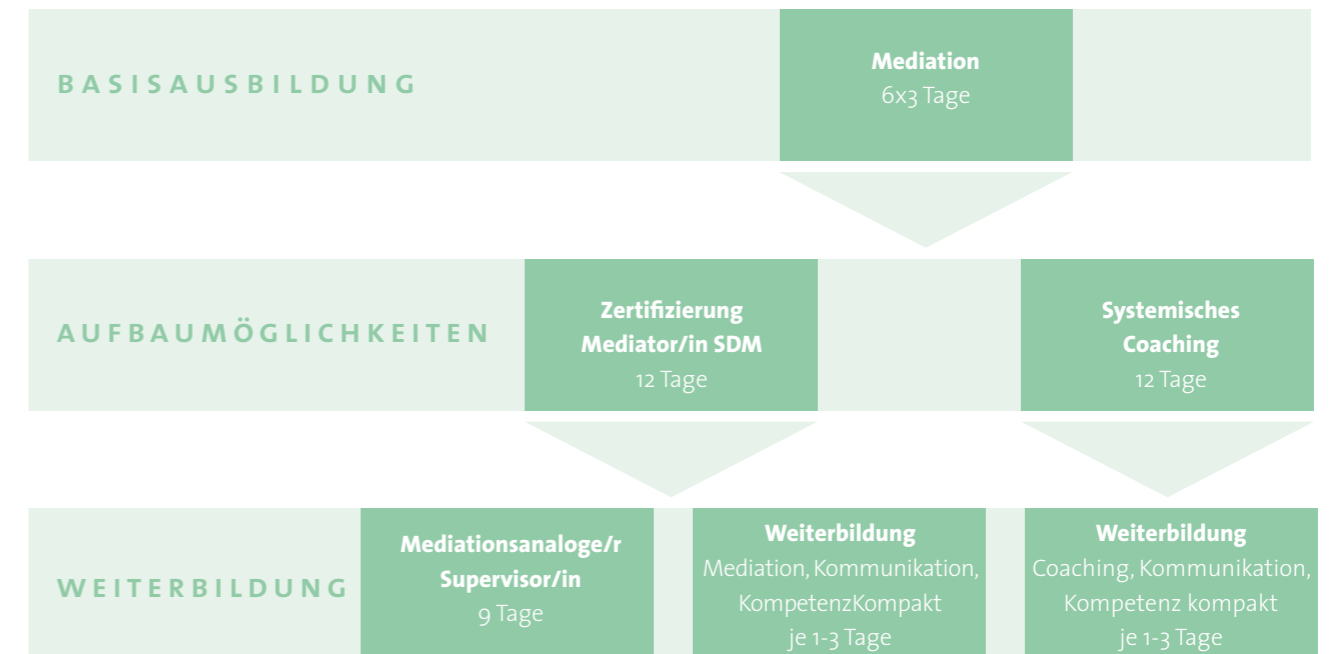 BASISAUSBILDUNG
Mediation
6x3 Tage
AUFBAUMÖGLICHKEITEN
Zertifizierung
Mediator/in SDM
12 Tage
Systemisches
Coaching
12 Tage
WEITERBILDUNG
Mediationsanaloge/r
Supervisor/in
9 Tage
Weiterbildung
Mediation, Kommunikation,
KompetenzKompakt
je 1-3 Tage
Weiterbildung
Coaching, Kommunikation,
Kompetenz kompakt
je 1-3 Tage